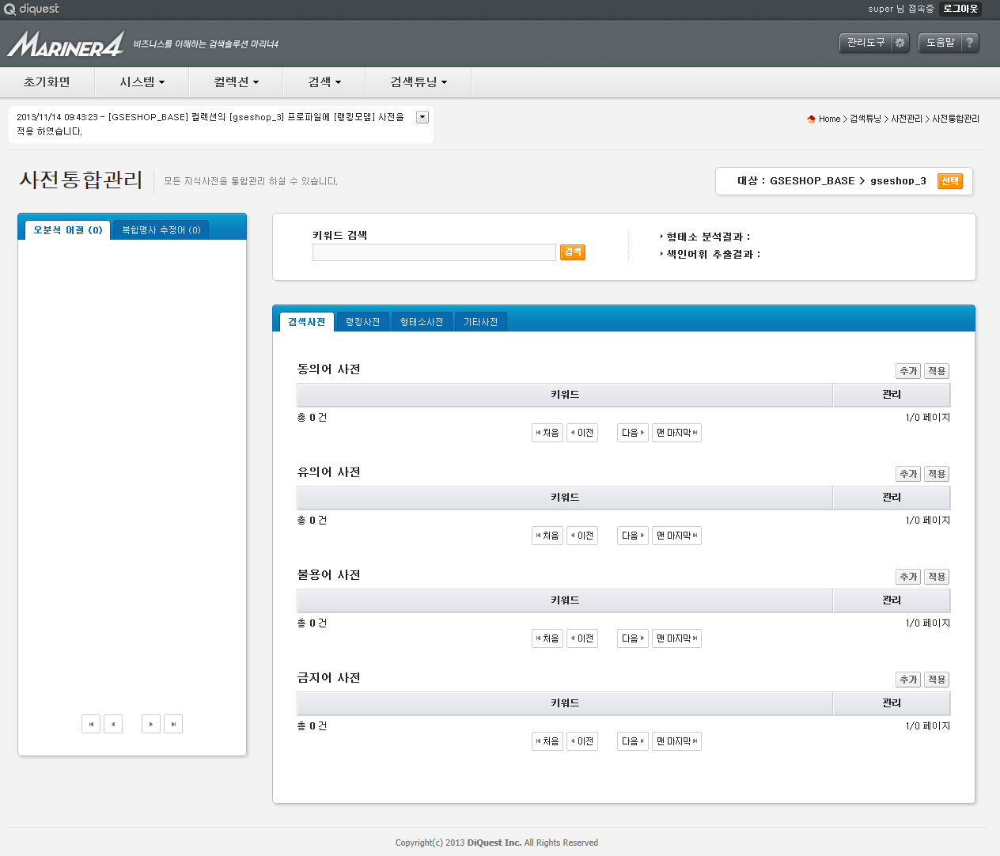 diquest
super 님 접속중 로그아웃
MARINER4 비즈니스를 이해하는 검색솔루션 마리너4
관리도구 도움말 ?
초기화면 시스템 컬렉션 검색 검색튜닝
2013/11/14 09:43:23 - [GSESHOP_BASE] 컬렉션의 [gseshop_3] 프로파일에 [랭킹모델] 사전을
적용 하였습니다.
Home > 검색튜닝 > 사전관리 > 사전통합관리
사전통합관리 모든 지식사전을 통합관리 하실 수 있습니다.
대상 : GSESHOP_BASE > gseshop_3 선택
오분석 어절 (0) 복합명사 추정어 (0)
키워드 검색
검색
형태소 분석결과 :
색인어휘 추출결과 :
검색사전 랭킹사전 형태소사전 기타사전
동의어 사전 추가 적용
키워드 관리
총 0 건 1/0 페이지
처음 이전 다음 맨 마지막
유의어 사전 추가 적용
키워드 관리
총 0 건 1/0 페이지
처음 이전 다음 맨 마지막
불용어 사전 추가 적용
키워드 관리
총 0 건 1/0 페이지
처음 이전 다음 맨 마지막
금지어 사전 추가 적용
키워드 관리
총 0 건 1/0 페이지
처음 이전 다음 맨 마지막
Copyright(c) 2013 DiQuest Inc. All Rights Reserved